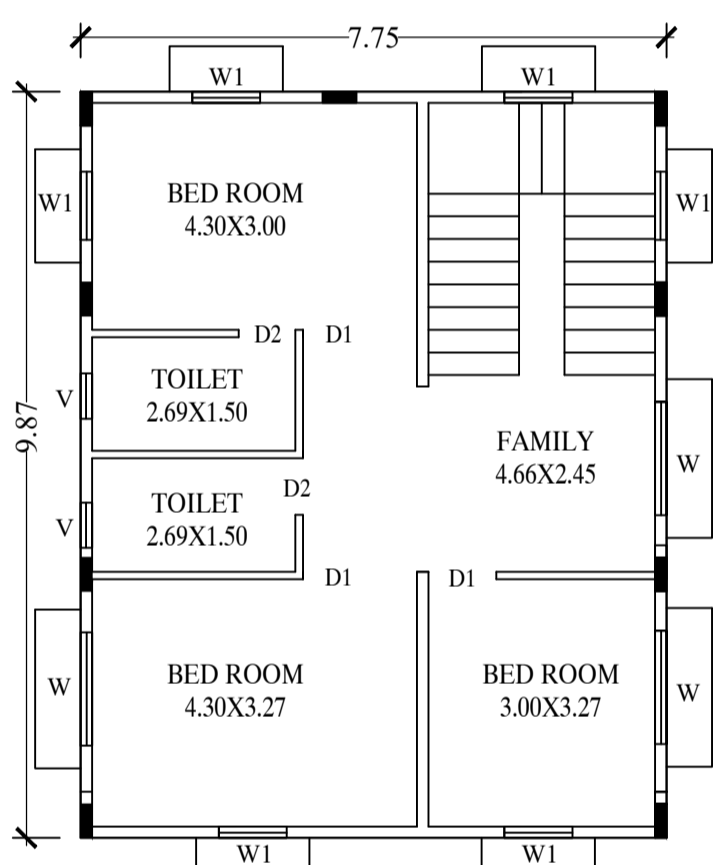 7.75
W1
W1
W1
BED ROOM
4.30X3.00
W1
D2
D1
TOILET
2.69X1.50
V
9.87
FAMILY
4.66X2.45
W
D2
TOILET
2.69X1.50
V
D1
D1
BED ROOM
4.30X3.27
BED ROOM
3.00X3.27
W
W
W1
W1